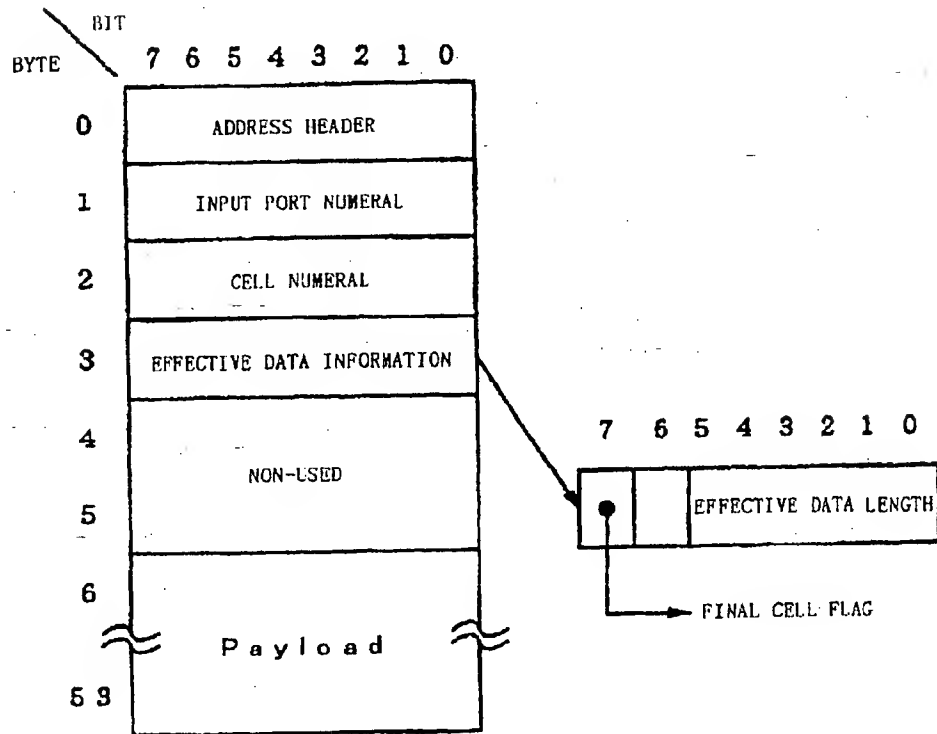 BIT
BYTE 7 6 5 4 3 2 1 0
0 ADDRESS HEADER
1 INPUT PORT NUMERAL
2 CELL NUMERAL
3 EFFECTIVE DATA INFORMATION
4
NON-USED
5
7 6 5 4 3 2 1 0
EFFECTIVE DATA LENGTH
FINAL CELL FLAG
6
Payload
53